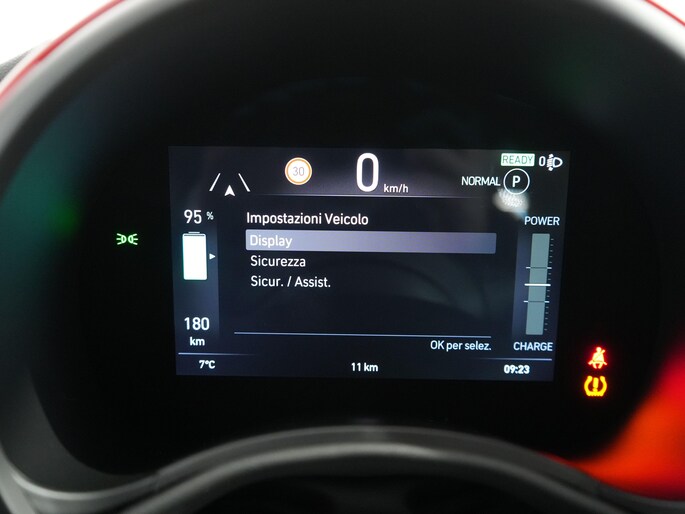 30
0 km/h
READY 0
NORMAL P
95 %
Impostazioni Veicolo
POWER
Display
Sicurezza
Sicur. / Assist.
180
km
OK per selez.
CHARGE
7°C
11 km
09:23